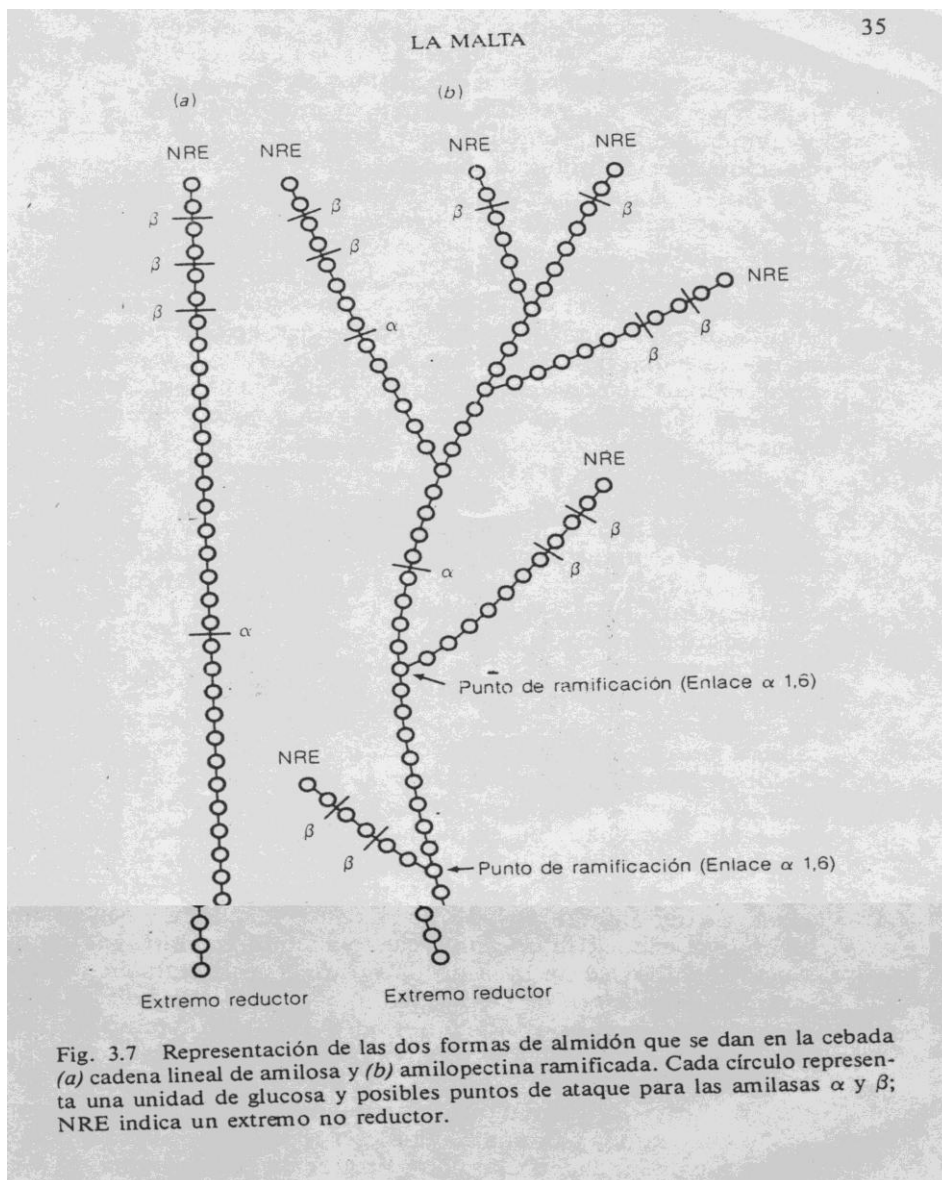 LA MALTA
35
(a)
(b)
NRE
NRE
NRE
NRE
β
β
β
α
β
β
α
β
β
NRE
β
β
NRE
β
β
α
Punto de ramificación (Enlace α 1,6)
NRE
β
β
Punto de ramificación (Enlace α 1,6)
Extremo reductor
Extremo reductor
Fig. 3.7 Representación de las dos formas de almidón que se dan en la cebada
(a) cadena lineal de amilosa y (b) amilopectina ramificada. Cada círculo represen-
ta una unidad de glucosa y posibles puntos de ataque para las amilasas α y β;
NRE indica un extremo no reductor.